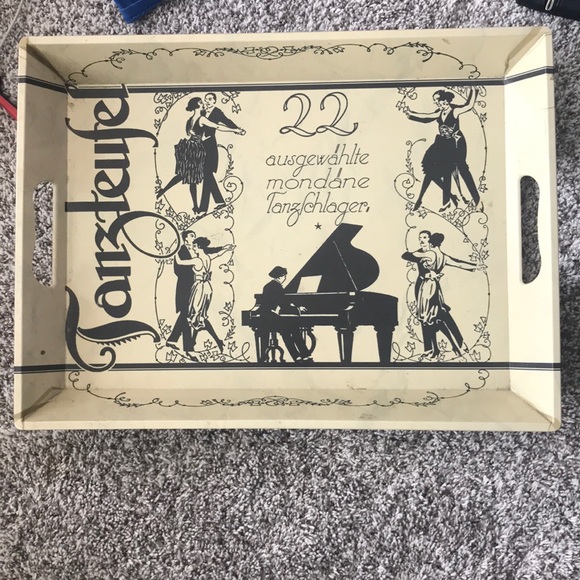 Tanzteufel
22
ausgewählte
mondäne
Tanzschlager.